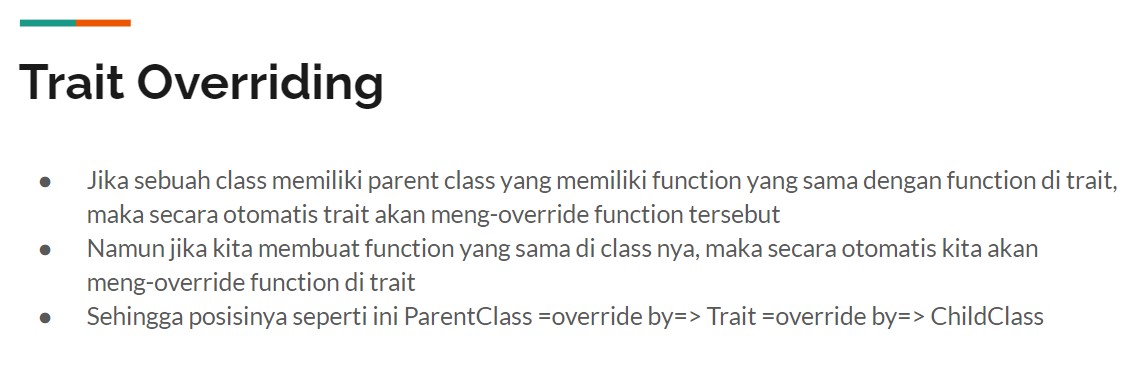 Trait Overriding
● Jika sebuah class memiliki parent class yang memiliki function yang sama dengan function di trait,
maka secara otomatis trait akan meng-override function tersebut
● Namun jika kita membuat function yang sama di class nya, maka secara otomatis kita akan
meng-override function di trait
● Sehingga posisinya seperti ini ParentClass =override by=> Trait =override by=> ChildClass